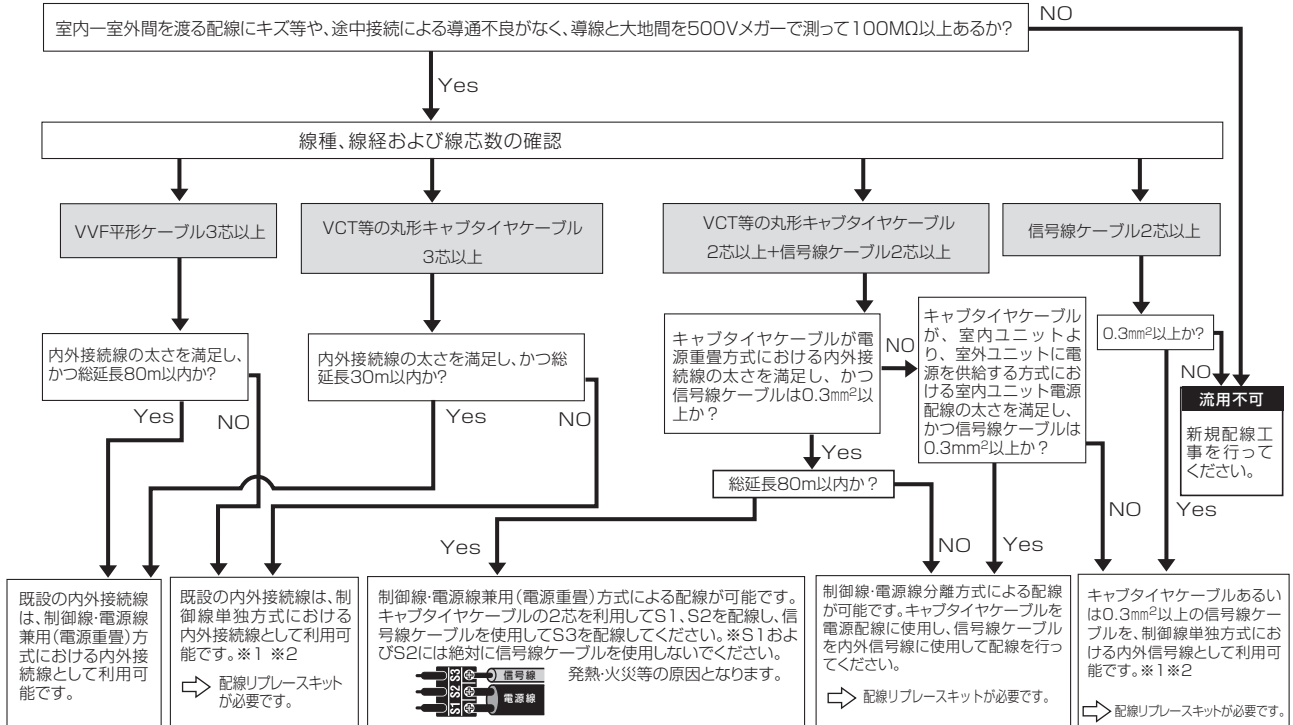 室内ー室外間を渡る配線にキズ等や、途中接続による導通不良がなく、導線と大地間を500Vメガーで測って100MΩ以上あるか?
NO
Yes
線種、線経および線芯数の確認
VVF平形ケーブル3芯以上
VCT等の丸形キャブタイヤケーブル
3芯以上
VCT等の丸形キャブタイヤケーブル
2芯以上+信号線ケーブル2芯以上
信号線ケーブル2芯以上
内外接続線の太さを満足し、
かつ総延長80m以内か?
Yes
NO
内外接続線の太さを満足し、かつ総
延長30m以内か?
Yes
NO
キャブタイヤケーブルが電
源重畳方式における内外接
続線の太さを満足し、かつ
信号線ケーブルは0.3mm²以
上か?
NO
Yes
キャブタイヤケーブル
が、室内ユニットよ
り、室外ユニットに電
源を供給する方式にお
ける室内ユニット電源
配線の太さを満足し、
かつ信号線ケーブルは
0.3mm²以上か?
0.3mm²以上か?
NO
流用不可
新規配線工
事を行って
ください。
総延長80m以内か?
Yes
NO
Yes
NO
Yes
既設の内外接続線
は、制御線・電源線
兼用(電源重畳)方
式における内外接
続線として利用可
能です。
既設の内外接続線は、制
御線単独方式における
内外接続線として利用可
能です。※1 ※2
配線リプレースキット
が必要です。
制御線・電源線兼用(電源重畳)方式による配線が可能です。
キャブタイヤケーブルの2芯を利用してS1、S2を配線し、信
号線ケーブルを使用してS3を配線してください。※S1およ
びS2には絶対に信号線ケーブルを使用しないでください。
発熱・火災等の原因となります。
S1 S2 S3
信号線
電源線
制御線・電源線分離方式による配線
が可能です。キャブタイヤケーブルを
電源配線に使用し、信号線ケーブル
を内外信号線に使用して配線を行っ
てください。
配線リプレースキットが必要です。
キャブタイヤケーブルあるい
は0.3mm²以上の信号線ケー
ブルを、制御線単独方式にお
ける内外信号線として利用可
能です。※1※2
配線リプレースキットが必要です。